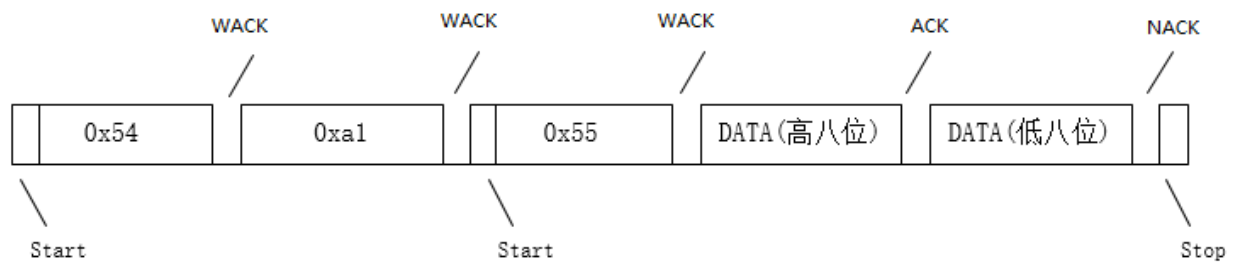 WACK WACK WACK ACK NACK
0x54 0xa1 0x55 DATA(高八位) DATA(低八位)
Start Start Stop